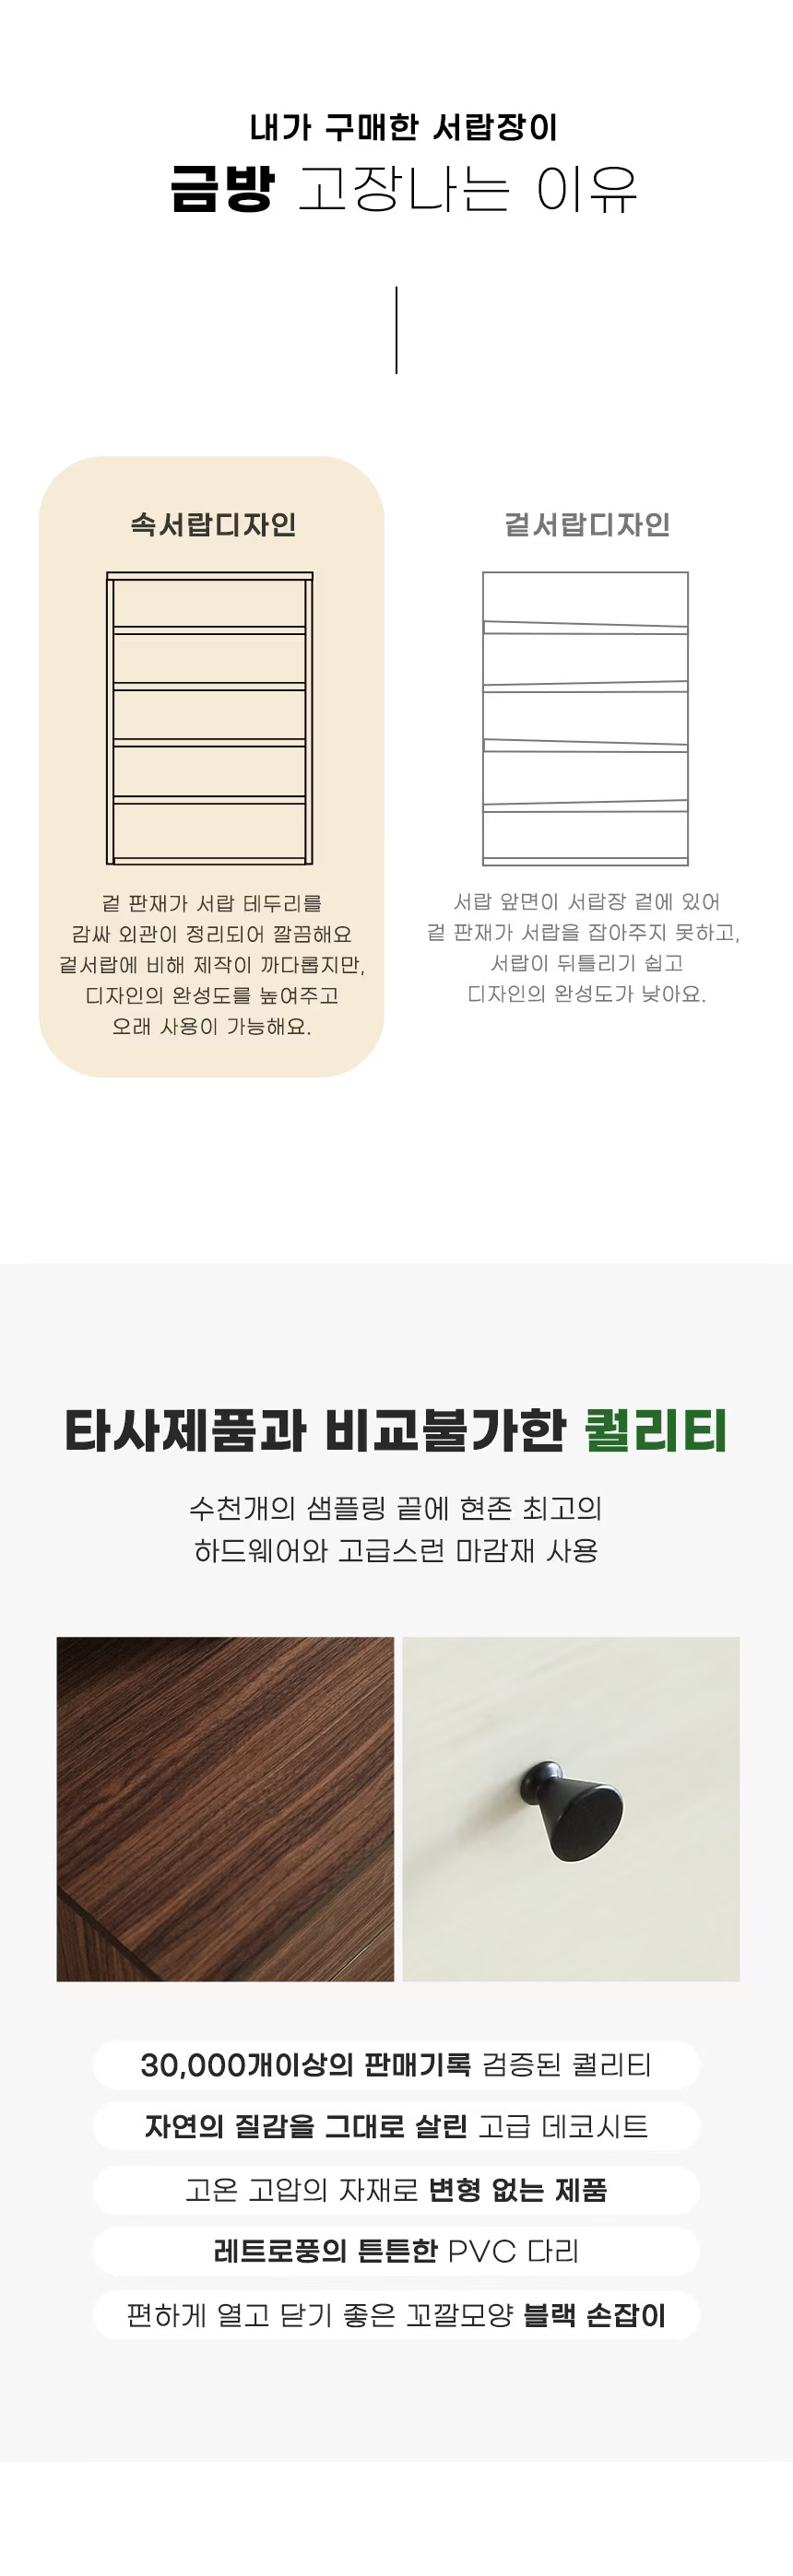 내가 구매한 서랍장이
금방 고장나는 이유
속서랍디자인
겉 판재가 서랍 테두리를
감싸 외관이 정리되어 깔끔해요
겉서랍에 비해 제작이 까다롭지만,
디자인의 완성도를 높여주고
오래 사용이 가능해요.
겉서랍디자인
서랍 앞면이 서랍장 겉에 있어
겉 판재가 서랍을 잡아주지 못하고,
서랍이 뒤틀리기 쉽고
디자인의 완성도가 낮아요.
타사제품과 비교불가한 퀄리티
수천개의 샘플링 끝에 현존 최고의
하드웨어와 고급스런 마감재 사용
30,000개이상의 판매기록 검증된 퀄리티
자연의 질감을 그대로 살린 고급 데코시트
고온 고압의 자재로 변형 없는 제품
레트로풍의 튼튼한 PVC 다리
편하게 열고 닫기 좋은 꼬깔모양 블랙 손잡이